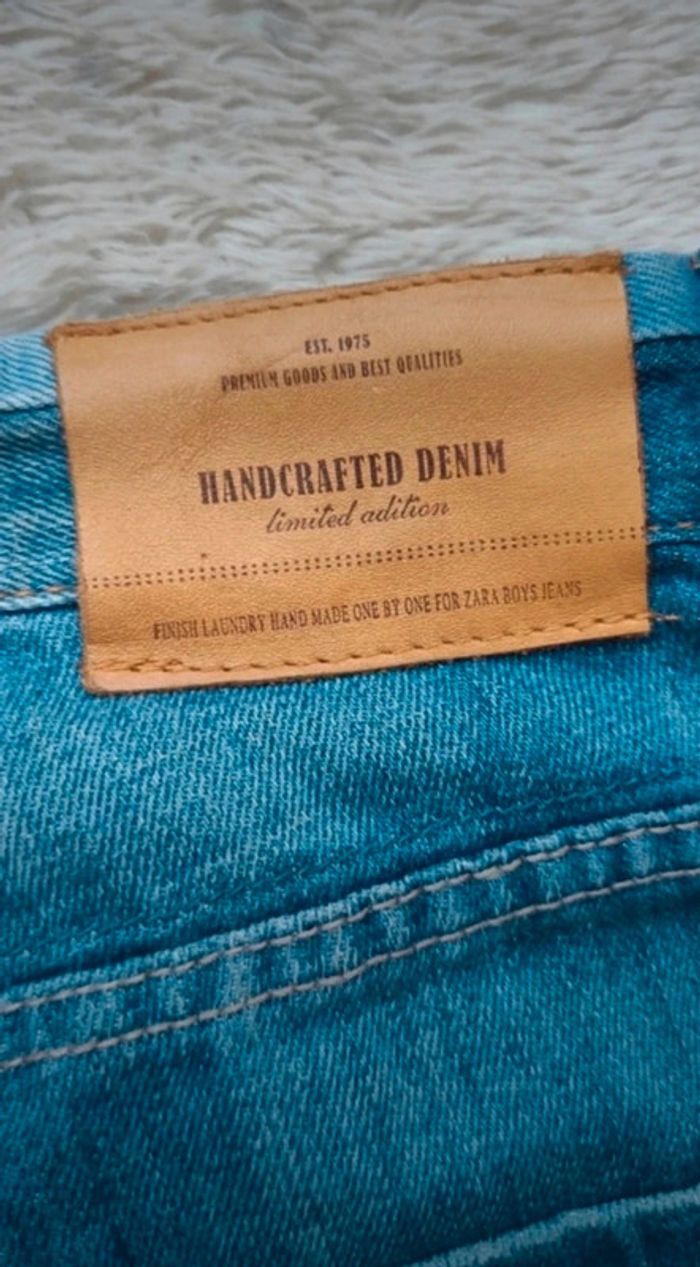 EST. 1975
PREMIUM GOODS AND BEST QUALITIES
HANDCRAFTED DENIM
limited adition
FINISH LAUNDRY HAND MADE ONE BY ONE FOR ZARA BOYS JEANS